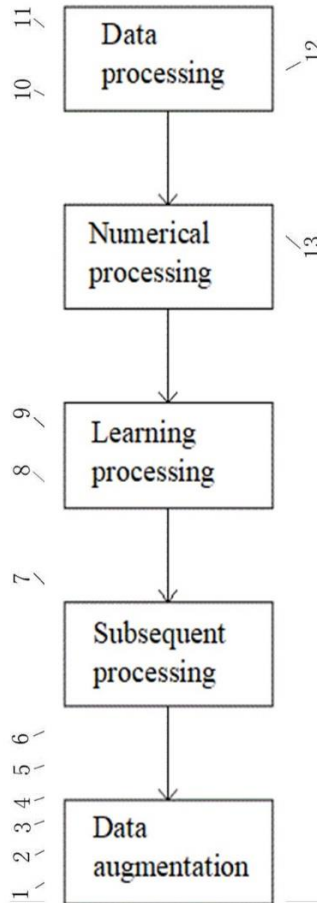 11
10
Data
processing
12
Numerical
processing
13
9
8
Learning
processing
7
Subsequent
processing
6
5
4
3
2
1
Data
augmentation